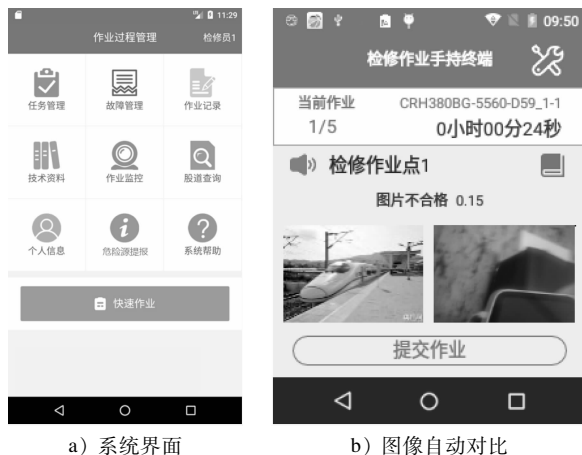 11:29
作业过程管理 检修员1
任务管理 故障管理 作业记录
技术资料 作业监控 股道查询
个人信息 危险源提报 系统帮助
快速作业
a）系统界面
09:50
检修作业手持终端
当前作业 CRH380BG-5560-D59_1-1
1/5 0小时00分24秒
检修作业点1
图片不合格 0.15
提交作业
b）图像自动对比